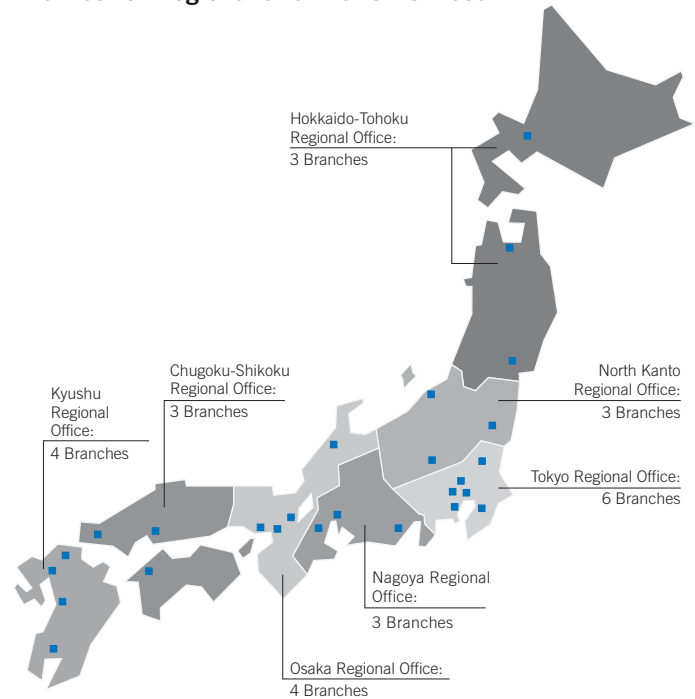 Hokkaido-Tohoku
Regional Office:
3 Branches
Chugoku-Shikoku
Regional Office:
3 Branches
North Kanto
Regional Office:
3 Branches
Kyushu
Regional
Office:
4 Branches
Tokyo Regional Office:
6 Branches
Nagoya Regional
Office:
3 Branches
Osaka Regional Office:
4 Branches